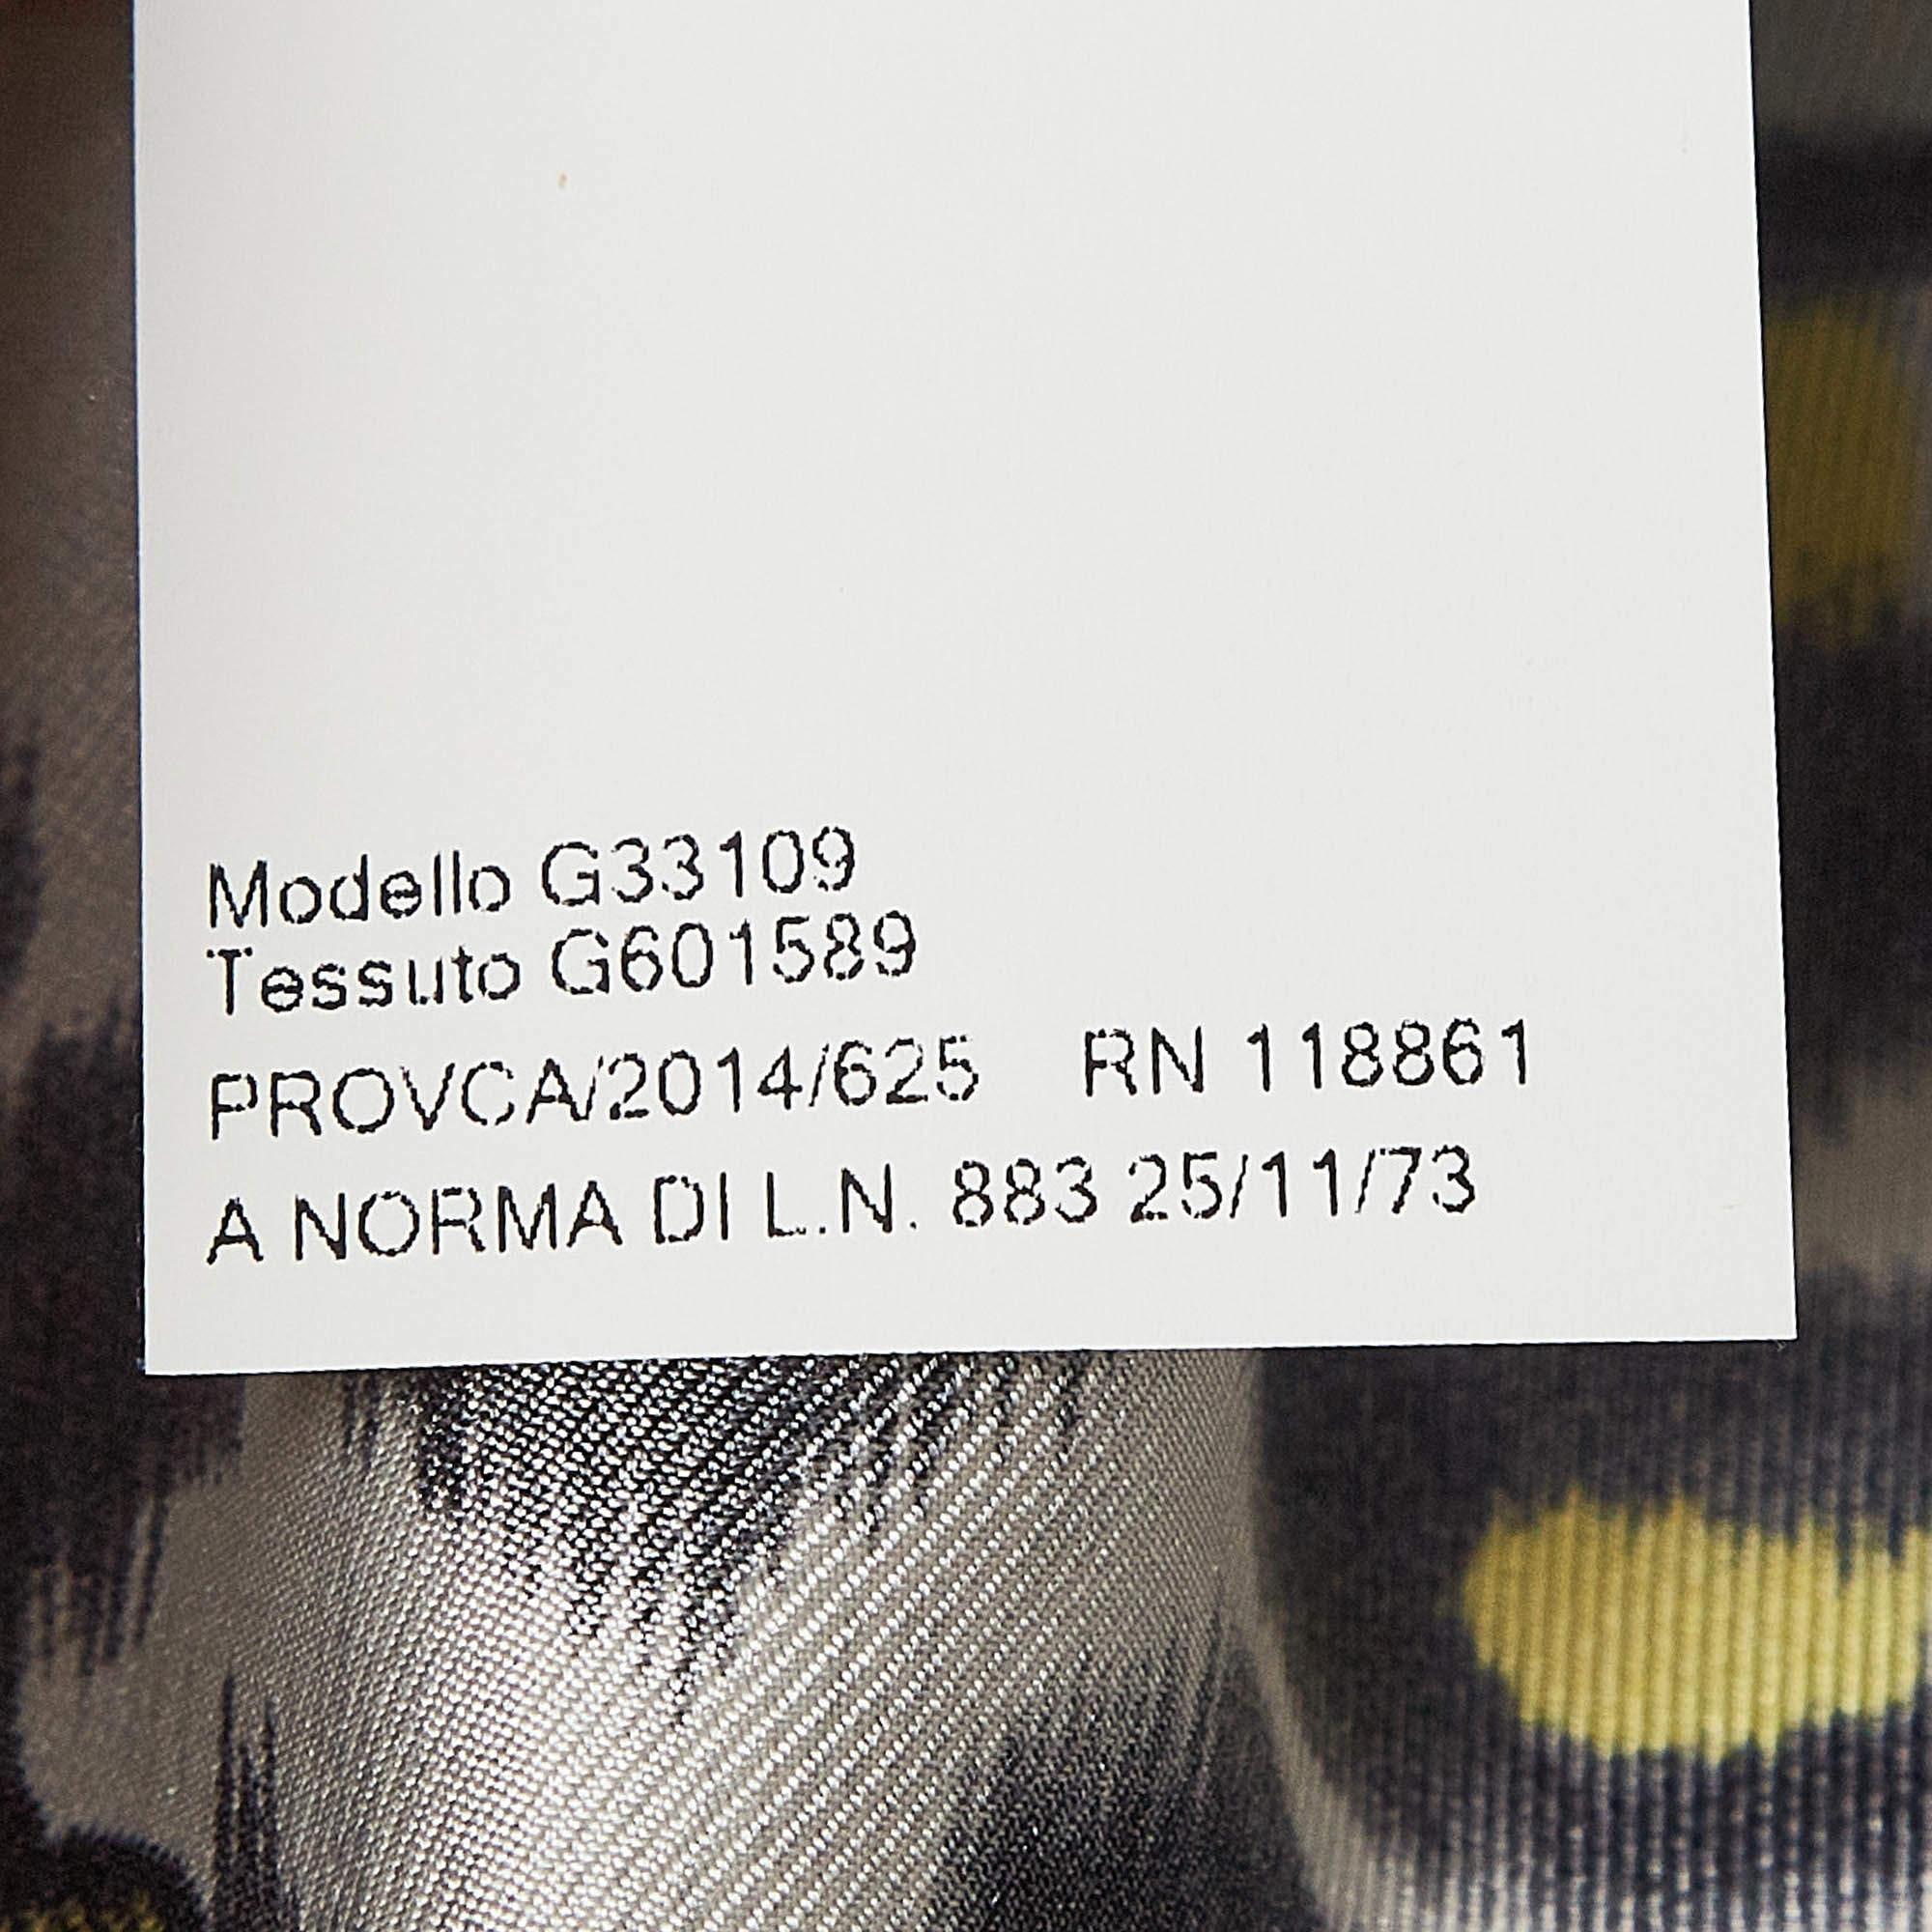 Modello G33109
Tessuto G601589
PROVCA/2014/625 RN 118861
A NORMA DI L.N. 883 25/11/73